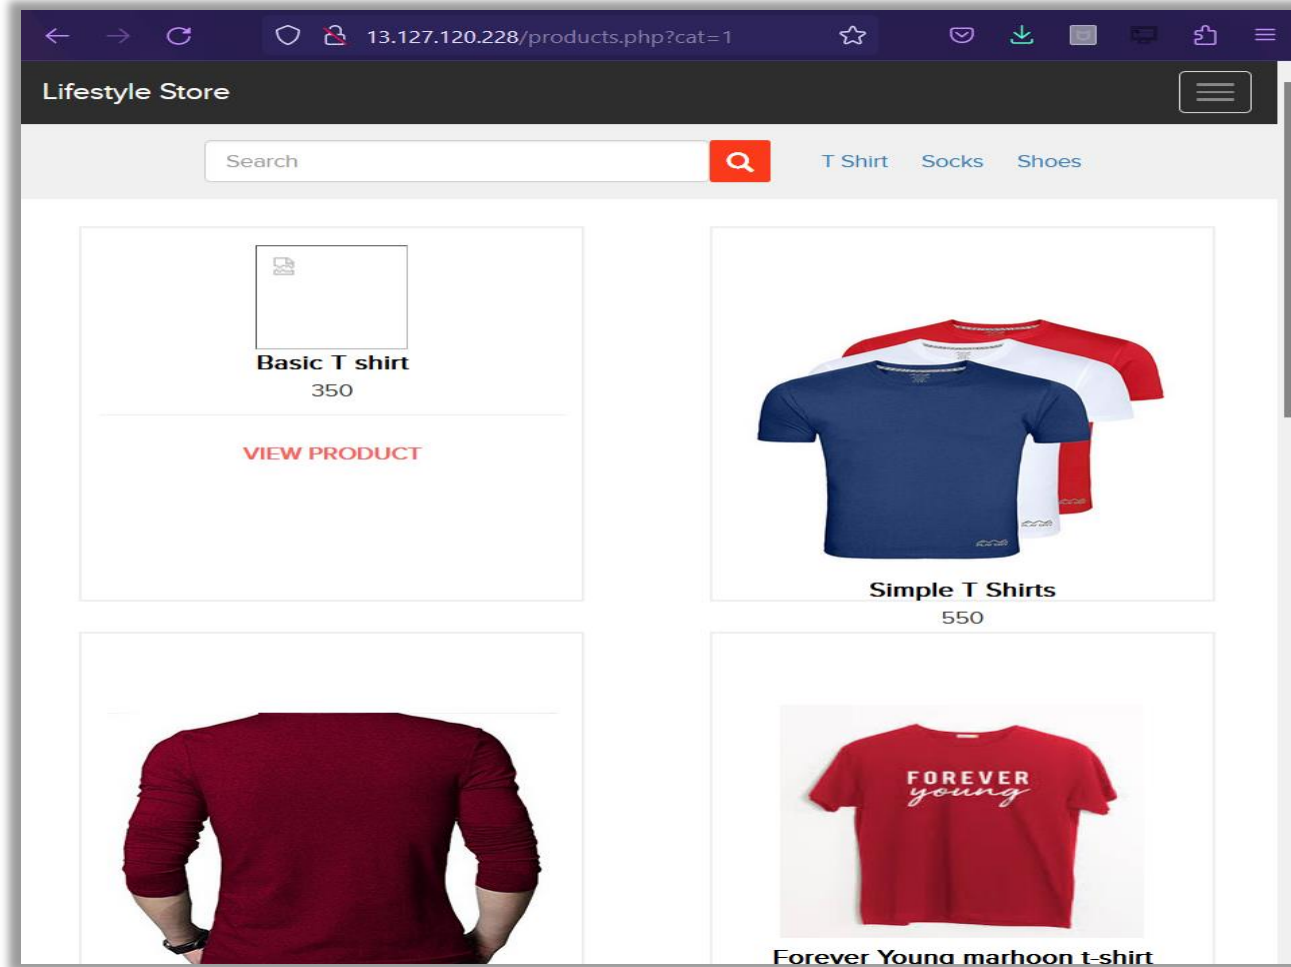 13.127.120.228/products.php?cat=1
Lifestyle Store
Search
T Shirt Socks Shoes
Basic T shirt
350
VIEW PRODUCT
Simple T Shirts
550
FOREVER
young
Forever Young marhoon t-shirt